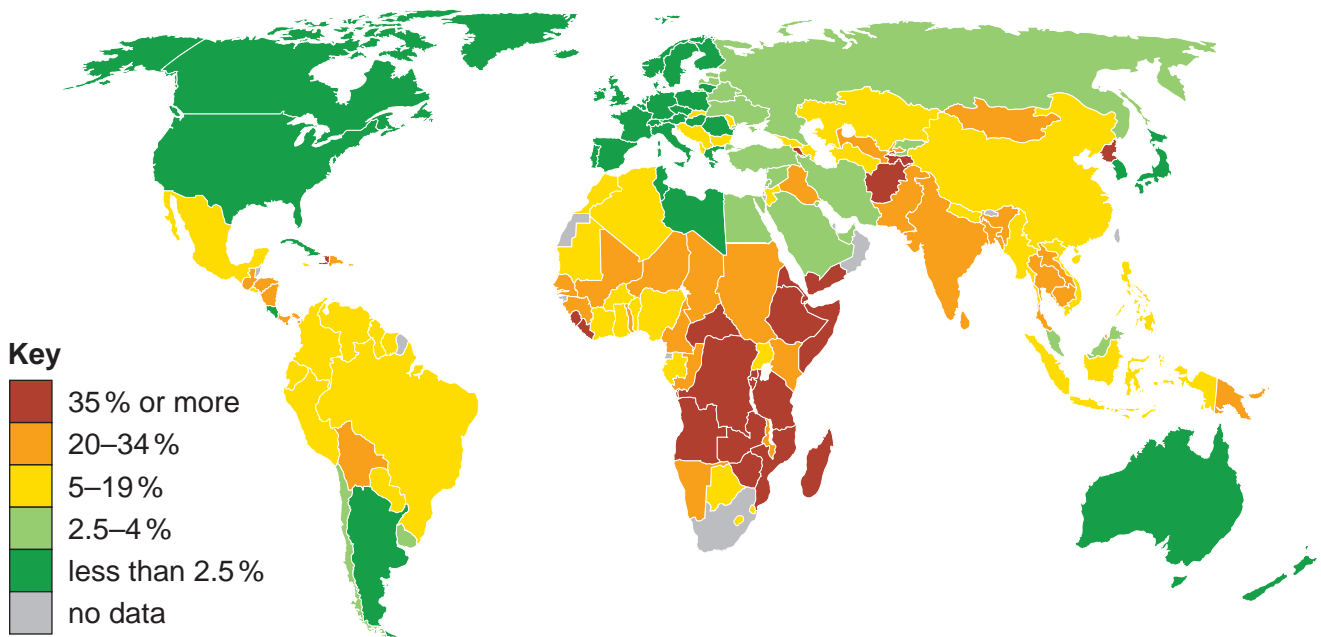 Key
35 % or more
20–34 %
5–19 %
2.5–4 %
less than 2.5 %
no data